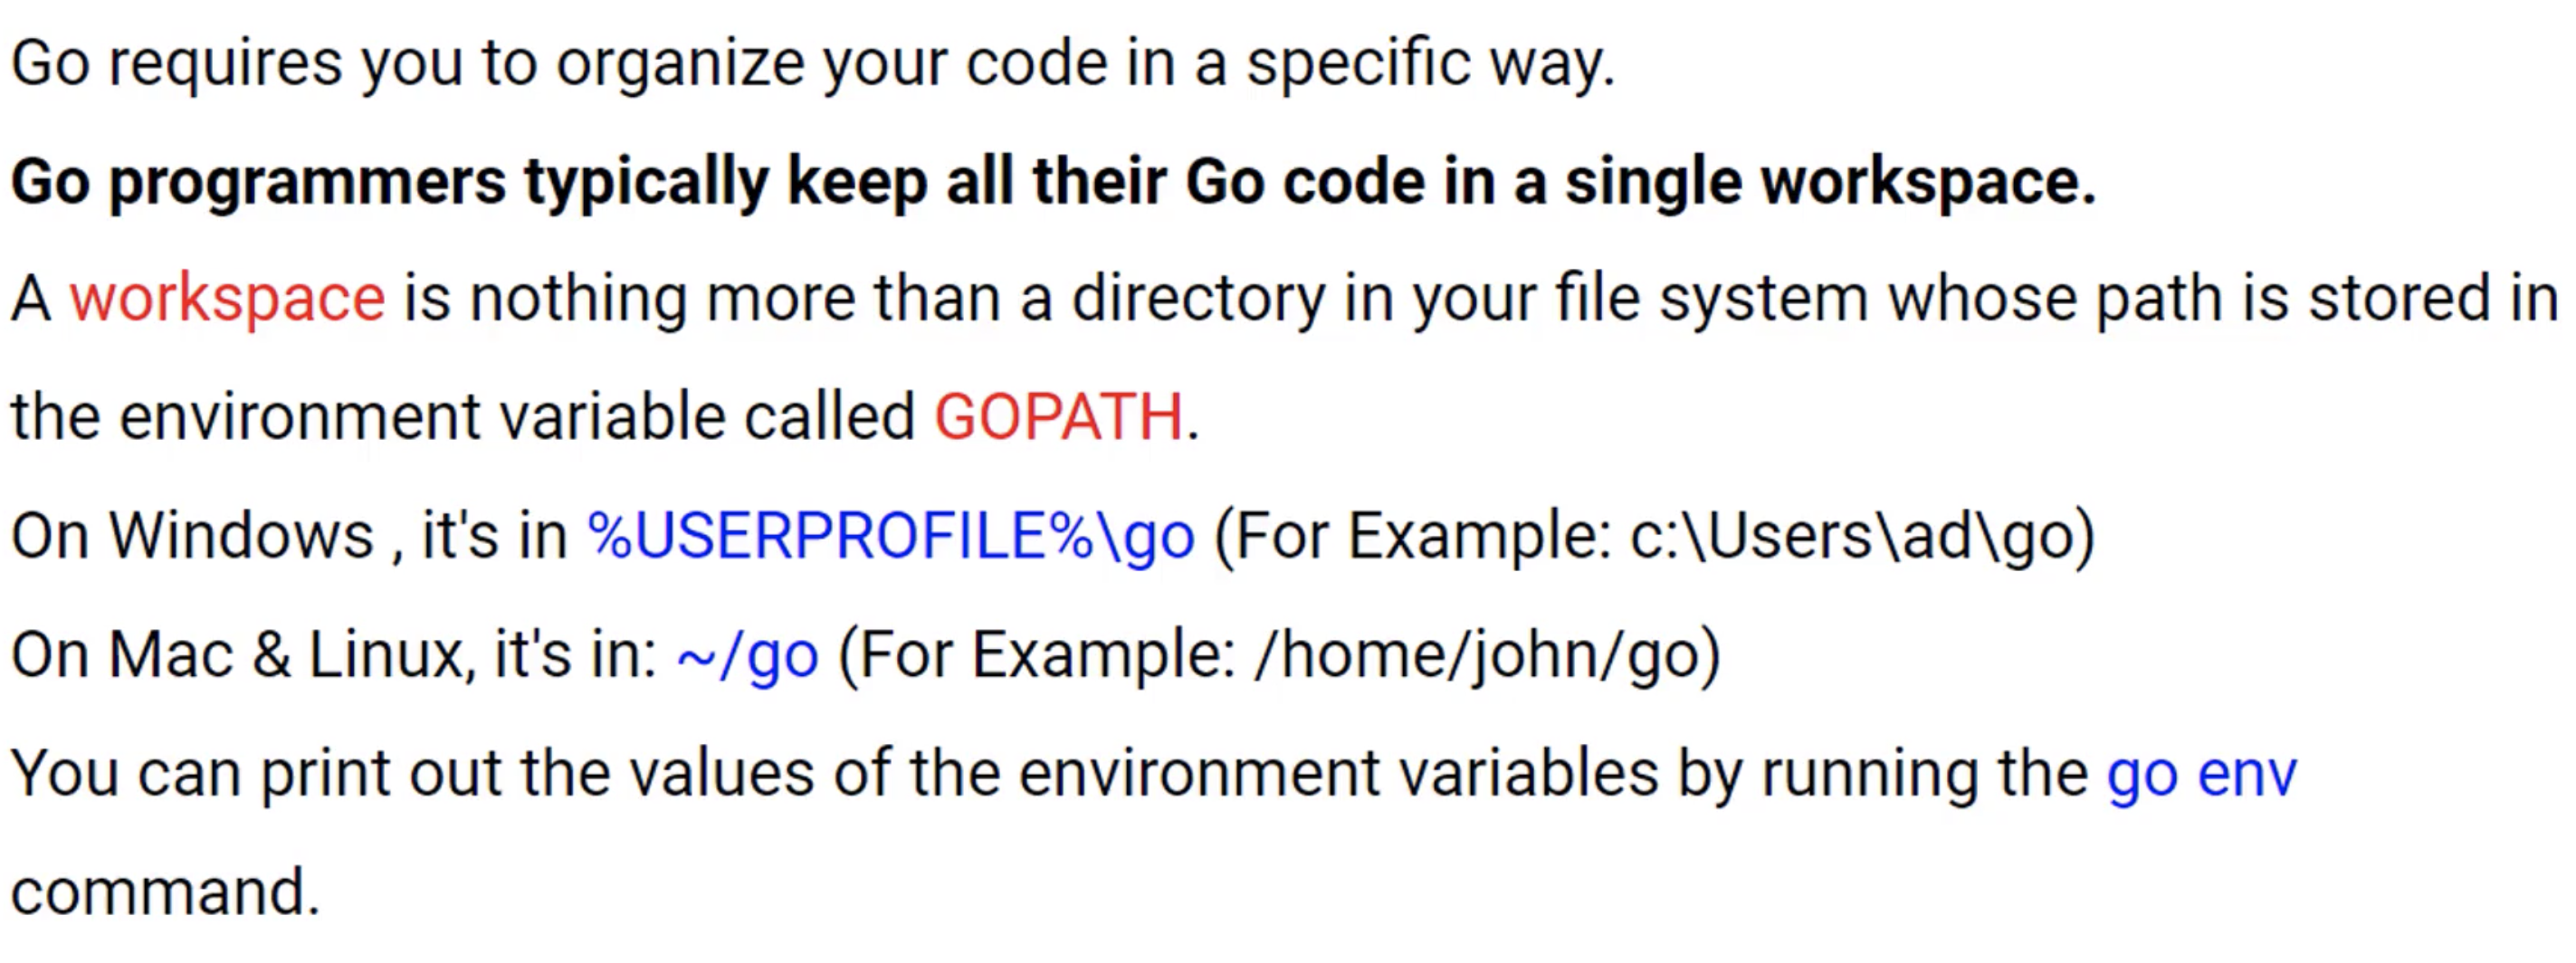 Go requires you to organize your code in a specific way.
Go programmers typically keep all their Go code in a single workspace.
A workspace is nothing more than a directory in your file system whose path is stored in
the environment variable called GOPATH.
On Windows , it's in %USERPROFILE%\go (For Example: c:\Users\ad\go)
On Mac & Linux, it's in: ~/go (For Example: /home/john/go)
You can print out the values of the environment variables by running the go env
command.